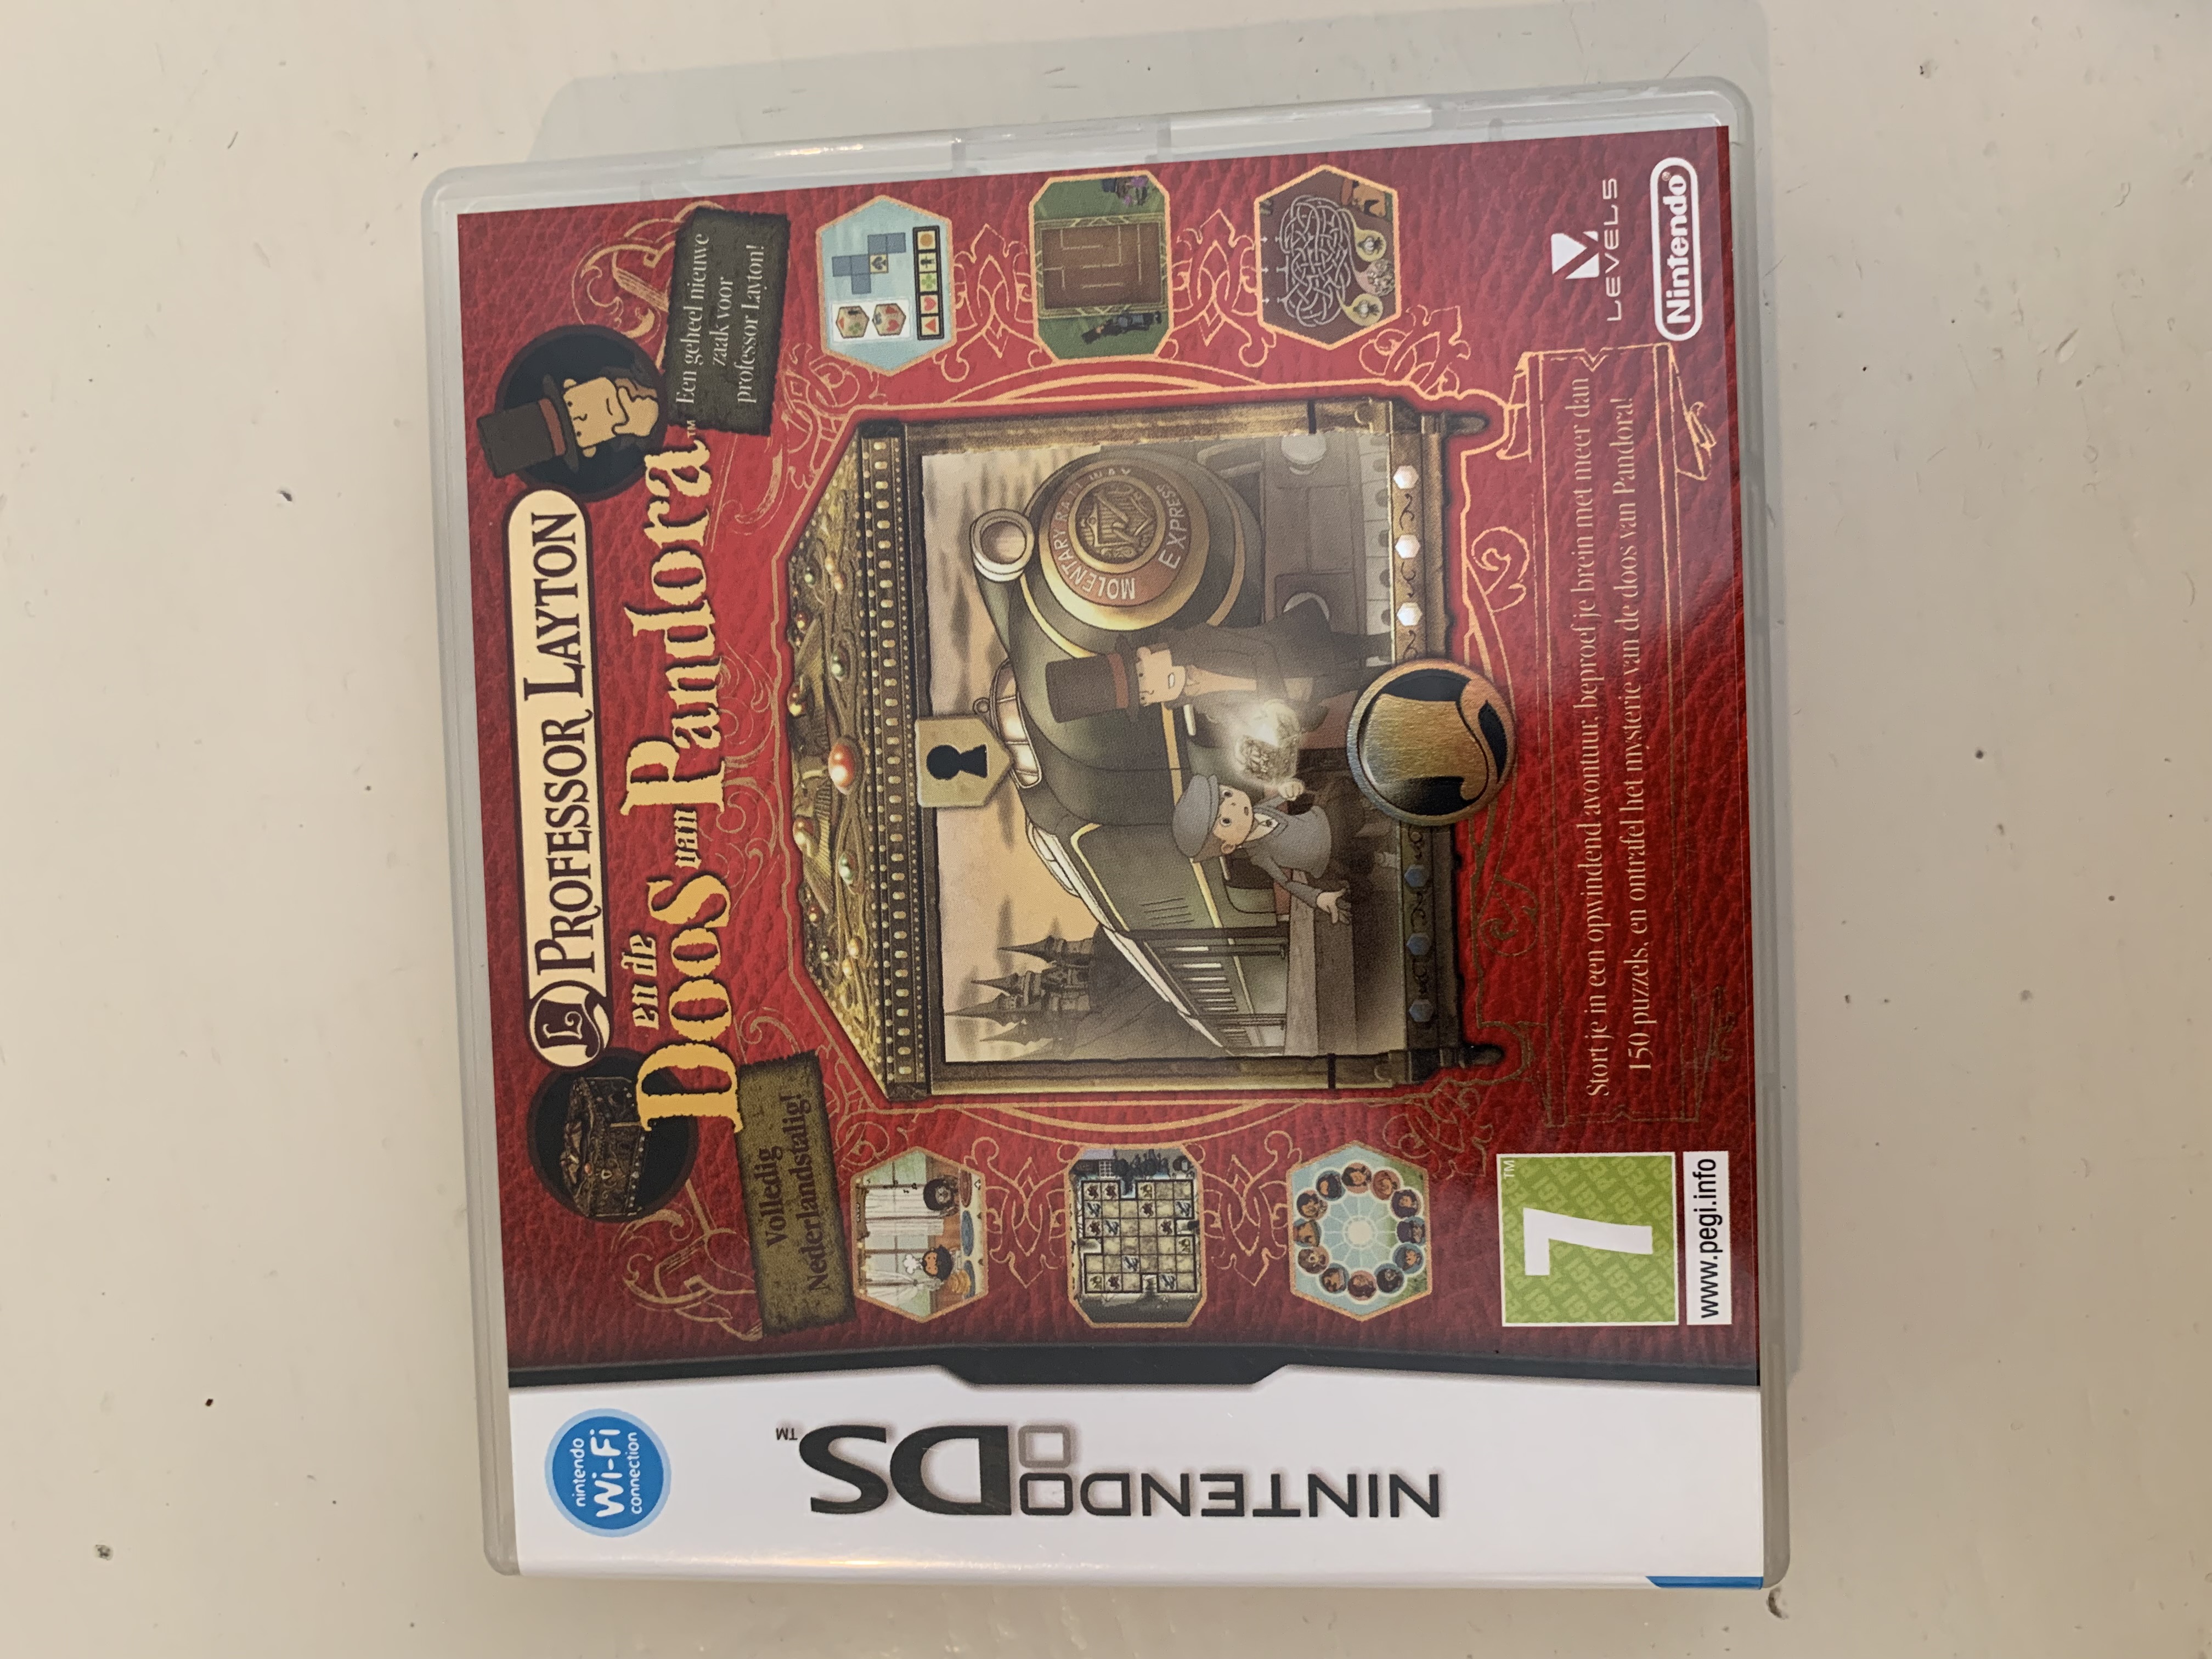 nintendo
Wi-Fi
connection
NINTENDO DS™
L PROFESSOR LAYTON
en de
Doos van Pandora™
Een geheel nieuwe
zaak voor
professor Layton!
Volledig
Nederlandstalig!
MOLENTARY RAILWAY
EXPRESS
7™
PEGI
www.pegi.info
Stort je in een opwindend avontuur, beproef je brein met meer dan
150 puzzels, en ontrafel het mysterie van de doos van Pandora!
LEVEL5
Nintendo®